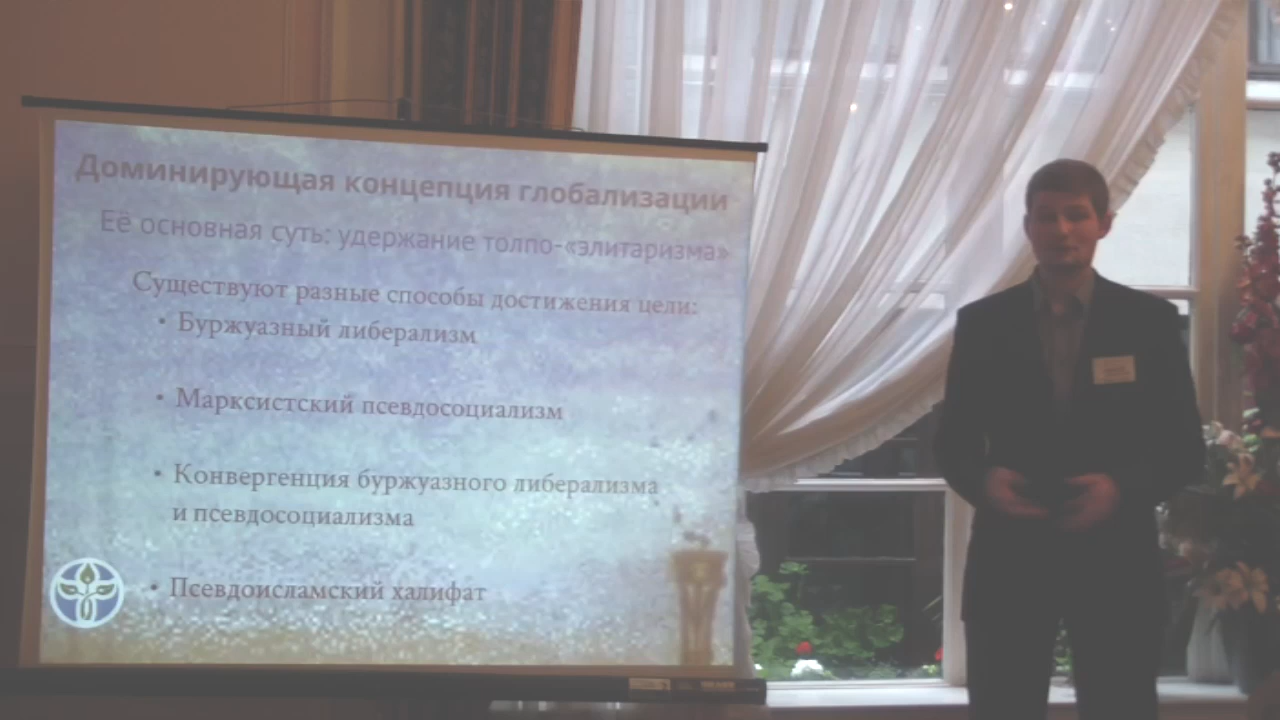 Доминирующая концепция глобализации
Её основная суть: удержание толпо-«элитаризма»
Существуют разные способы достижения цели:
• Буржуазный либерализм
• Марксистский псевдосоциализм
• Конвергенция буржуазного либерализма
и псевдосоциализма
• Псевдоисламский халифат